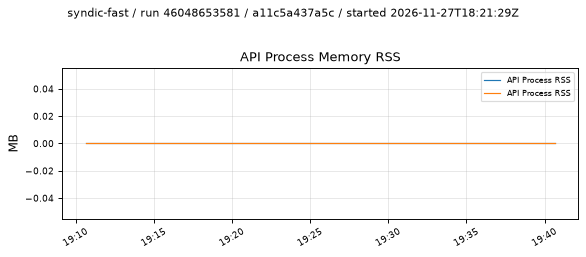 syndic-fast / run 46048653581 / a11c5a437a5c / started 2026-11-27T18:21:29Z
API Process Memory RSS
API Process RSS
API Process RSS
MB
0.04
0.02
0.00
−0.02
−0.04
19:10
19:15
19:20
19:25
19:30
19:35
19:40